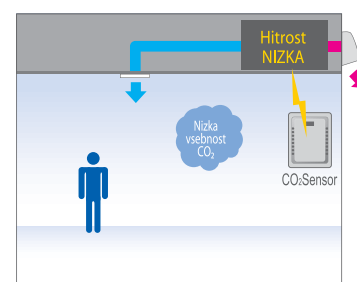 Hitrost
NIZKA
Nizka
vsebnost
CO₂
CO₂Sensor